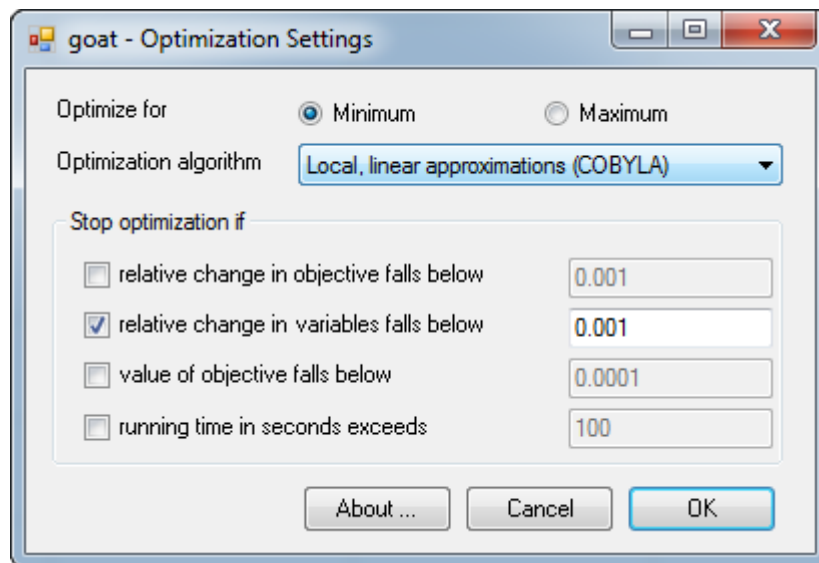 goat - Optimization Settings
Optimize for Minimum Maximum
Optimization algorithm Local, linear approximations (COBYLA)
Stop optimization if
relative change in objective falls below 0.001
relative change in variables falls below 0.001
value of objective falls below 0.0001
running time in seconds exceeds 100
About ... Cancel OK